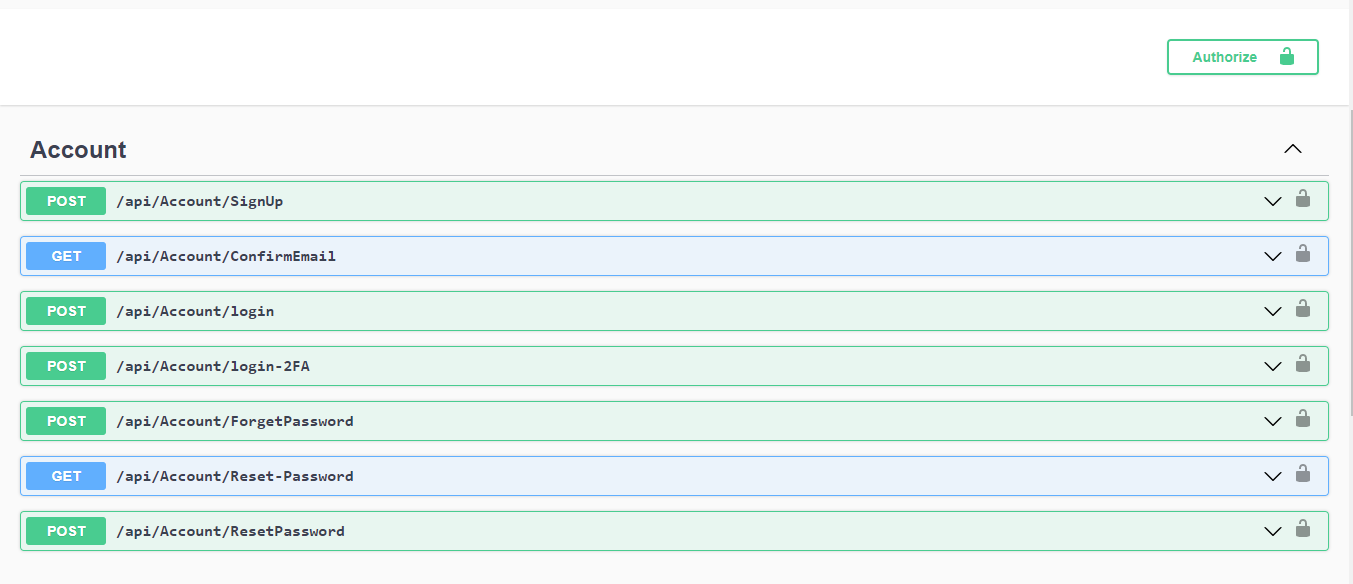 Authorize
Account
POST /api/Account/SignUp
GET /api/Account/ConfirmEmail
POST /api/Account/login
POST /api/Account/login-2FA
POST /api/Account/ForgetPassword
GET /api/Account/Reset-Password
POST /api/Account/ResetPassword